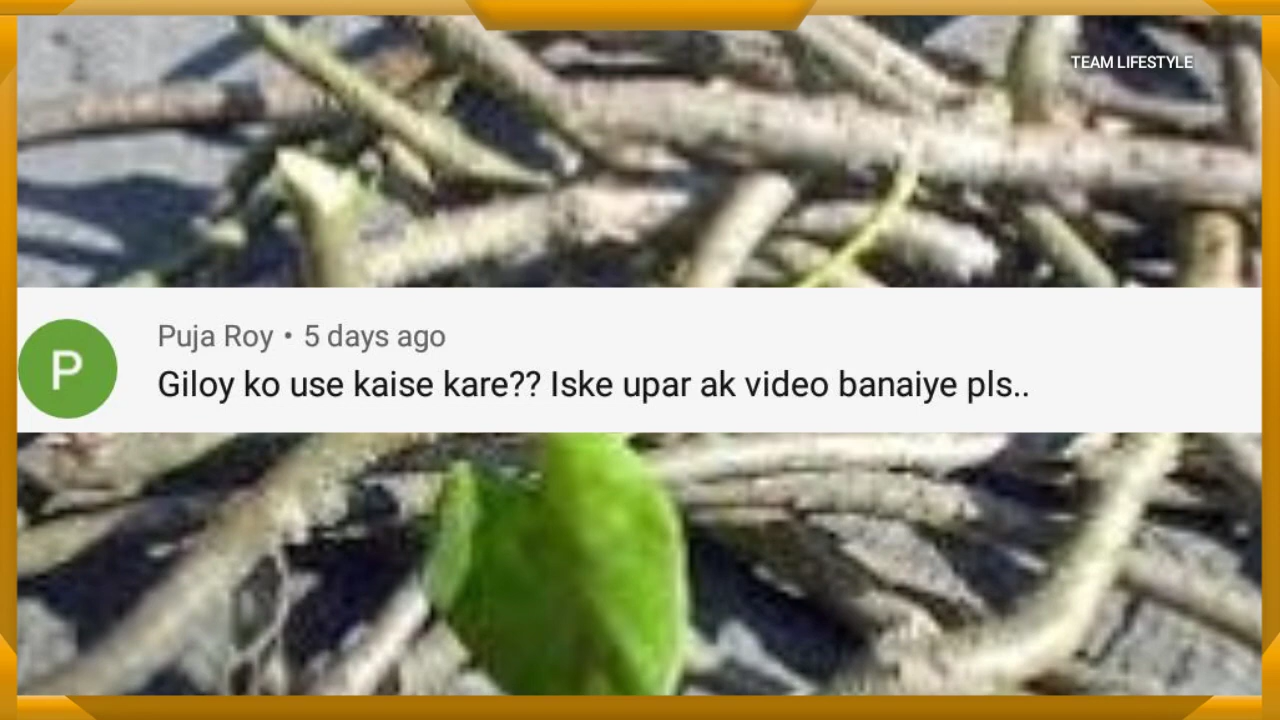 TEAM LIFESTYLE
P
Puja Roy • 5 days ago
Giloy ko use kaise kare?? Iske upar ak video banaiye pls..